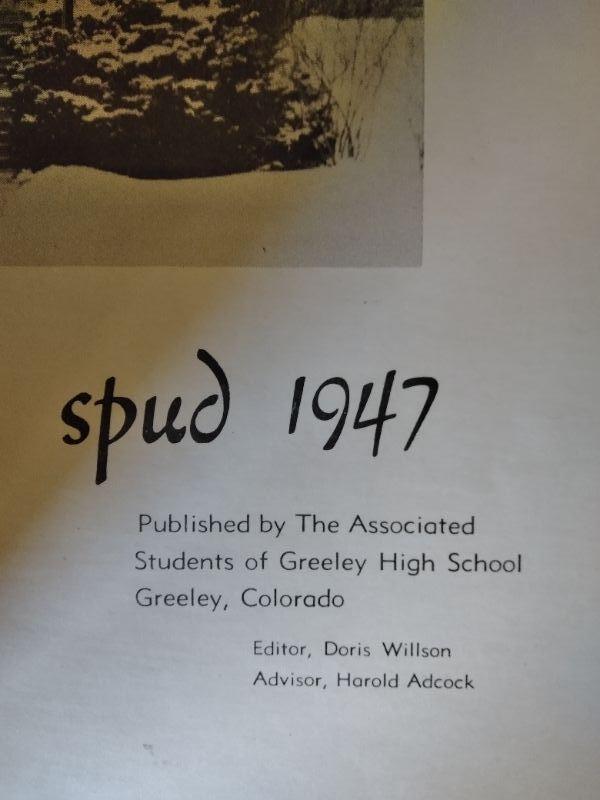 spud 1947
Published by The Associated
Students of Greeley High School
Greeley, Colorado
Editor, Doris Willson
Advisor, Harold Adcock